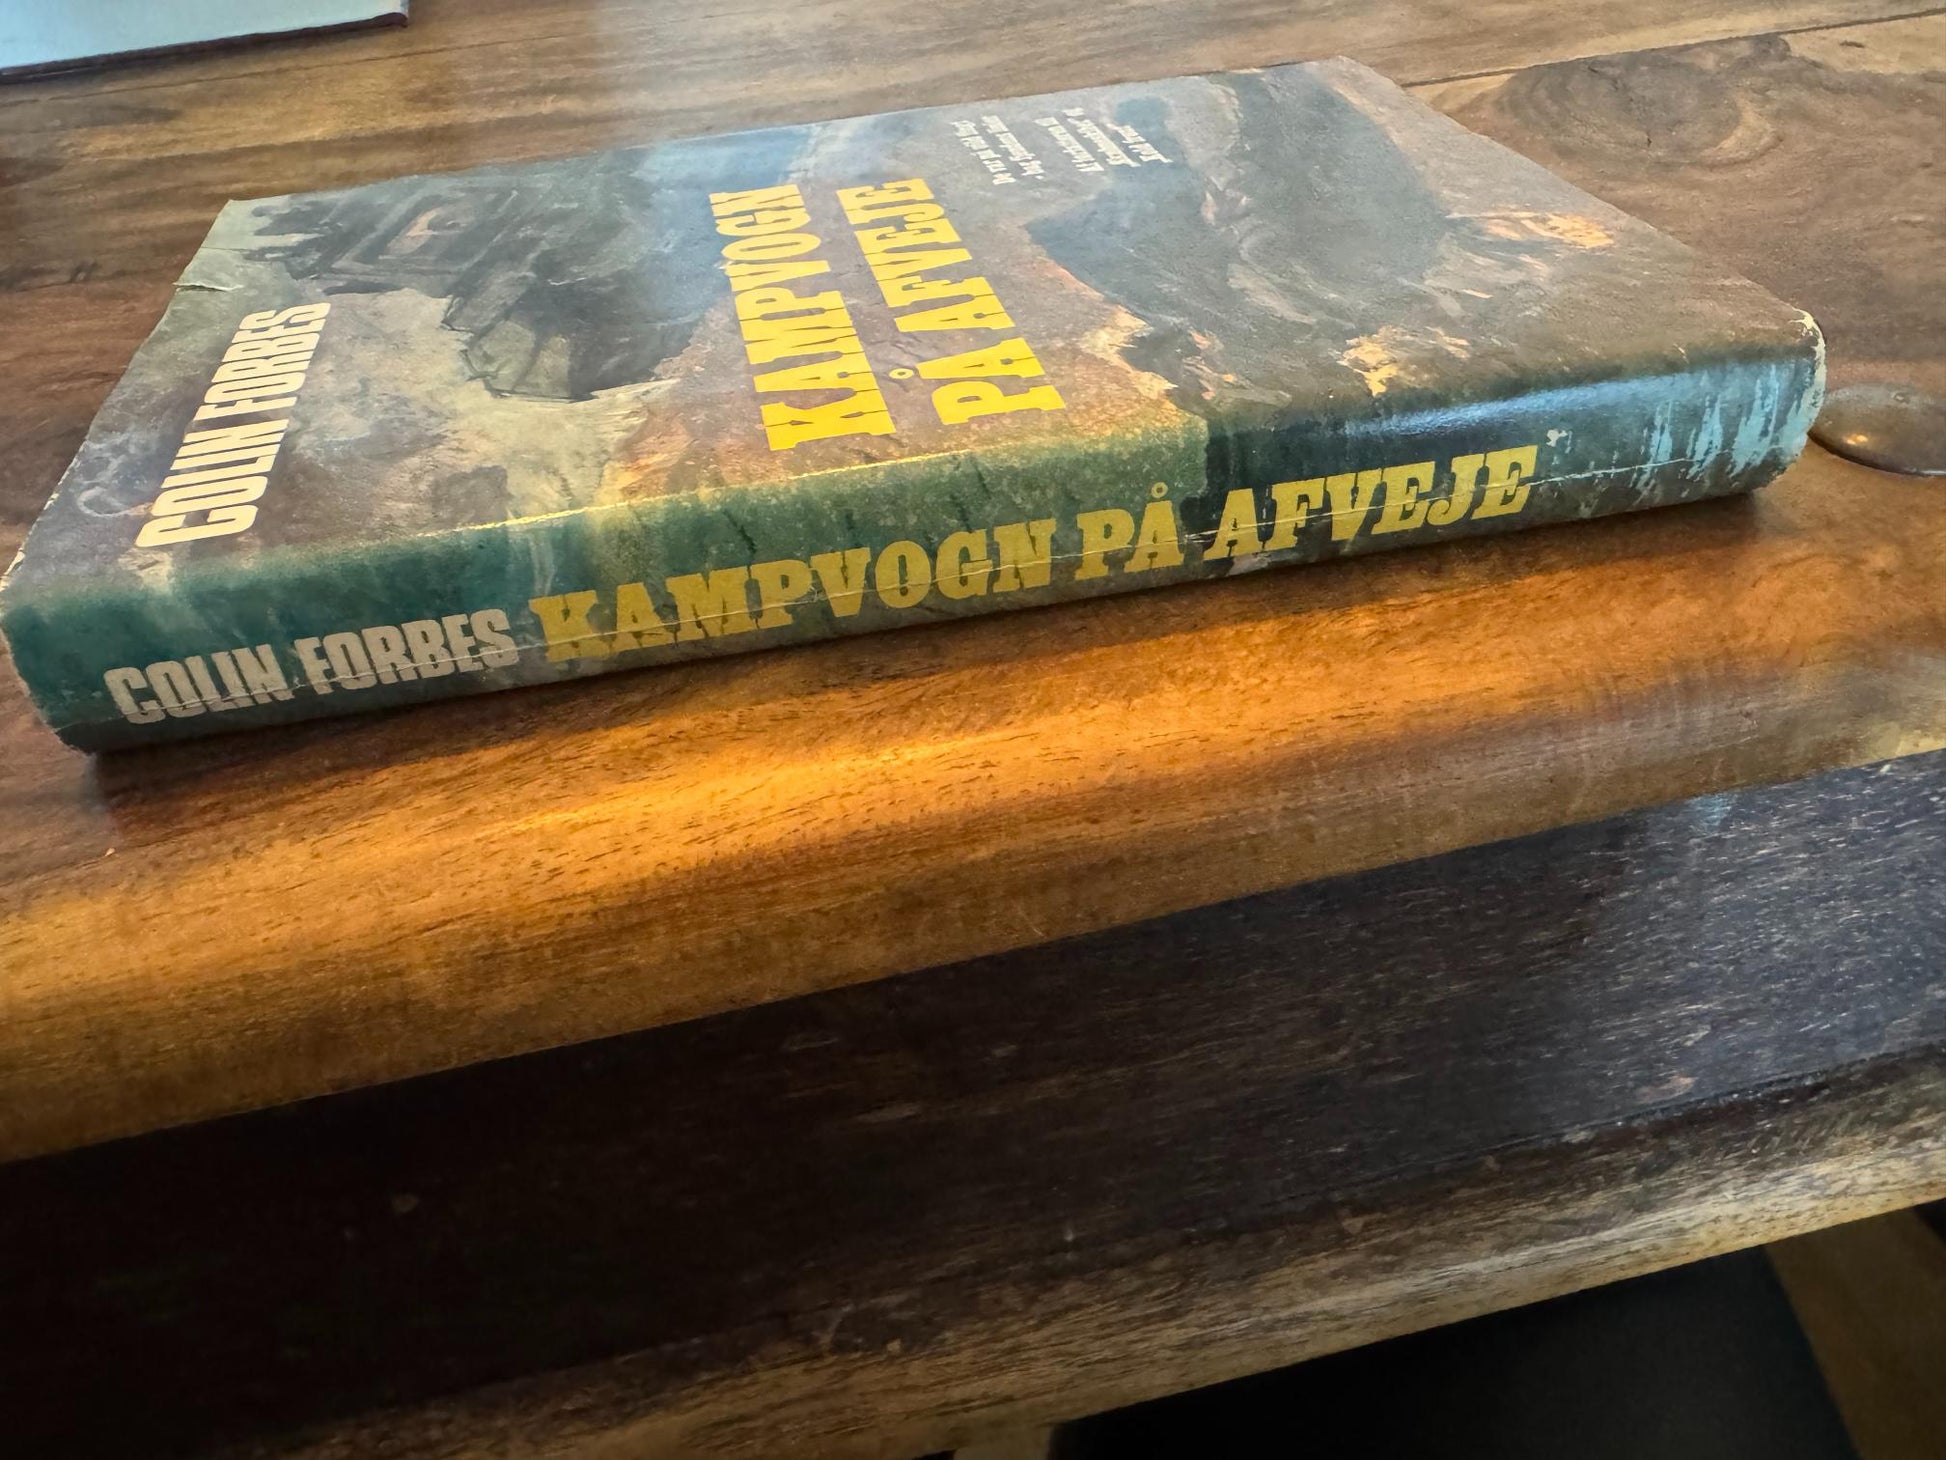 COLIN FORBES
KAMPVOGN
PÅ AFVEJE
COLIN FORBES KAMPVOGN PÅ AFVEJE